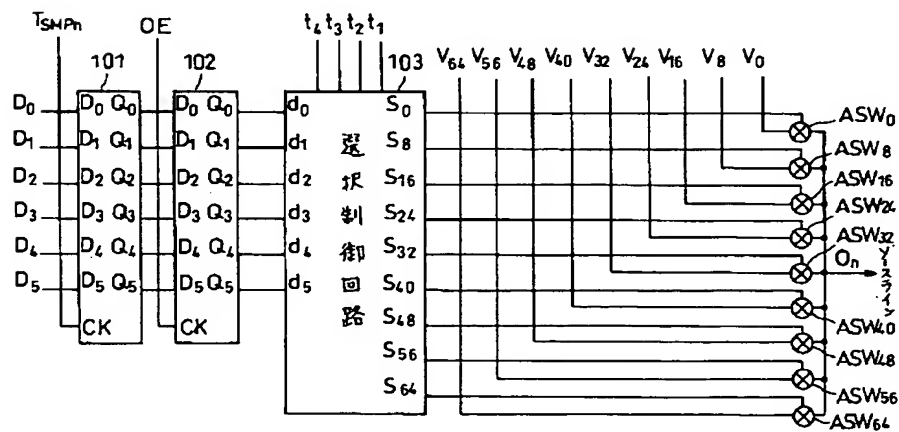 TSMPn OE t4 t3 t2 t1
101 102 103 V64 V56 V48 V40 V32 V24 V16 V8 V0
D0 D0 Q0 D0 Q0 d0 S0 ASW0
D1 D1 Q1 D1 Q1 d1 S8 ASW8
D2 D2 Q2 D2 Q2 d2 S16 ASW16
D3 D3 Q3 D3 Q3 d3 S24 ASW24
D4 D4 Q4 D4 Q4 d4 S32 ASW32
D5 D5 Q5 D5 Q5 d5 S40 ASW40
CK CK S48 ASW48
S56 ASW56
S64 ASW64
選択制御回路
On
ソースライン